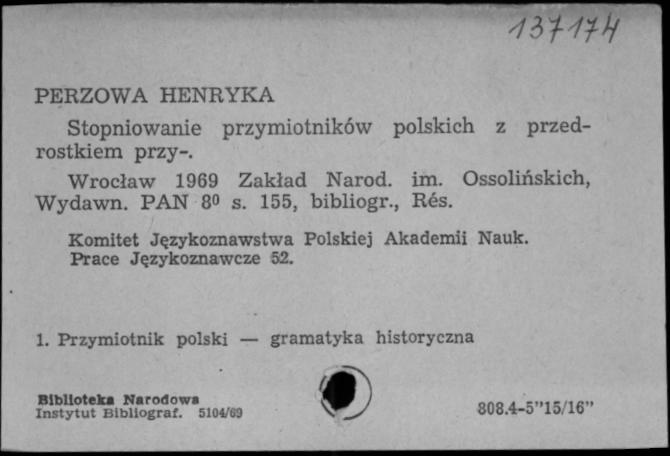 137174
PERZOWA HENRYKA
Stopniowanie przymiotników polskich z przed-
rostkiem przy-.
Wrocław 1969 Zakład Narod. im. Ossolińskich,
Wydawn. PAN 8⁰ s. 155, bibliogr., Rés.
Komitet Językoznawstwa Polskiej Akademii Nauk.
Prace Językoznawcze 52.
1. Przymiotnik polski — gramatyka historyczna
Biblioteka Narodowa
Instytut Bibliograf. 5104/69
808.4-5"15/16"